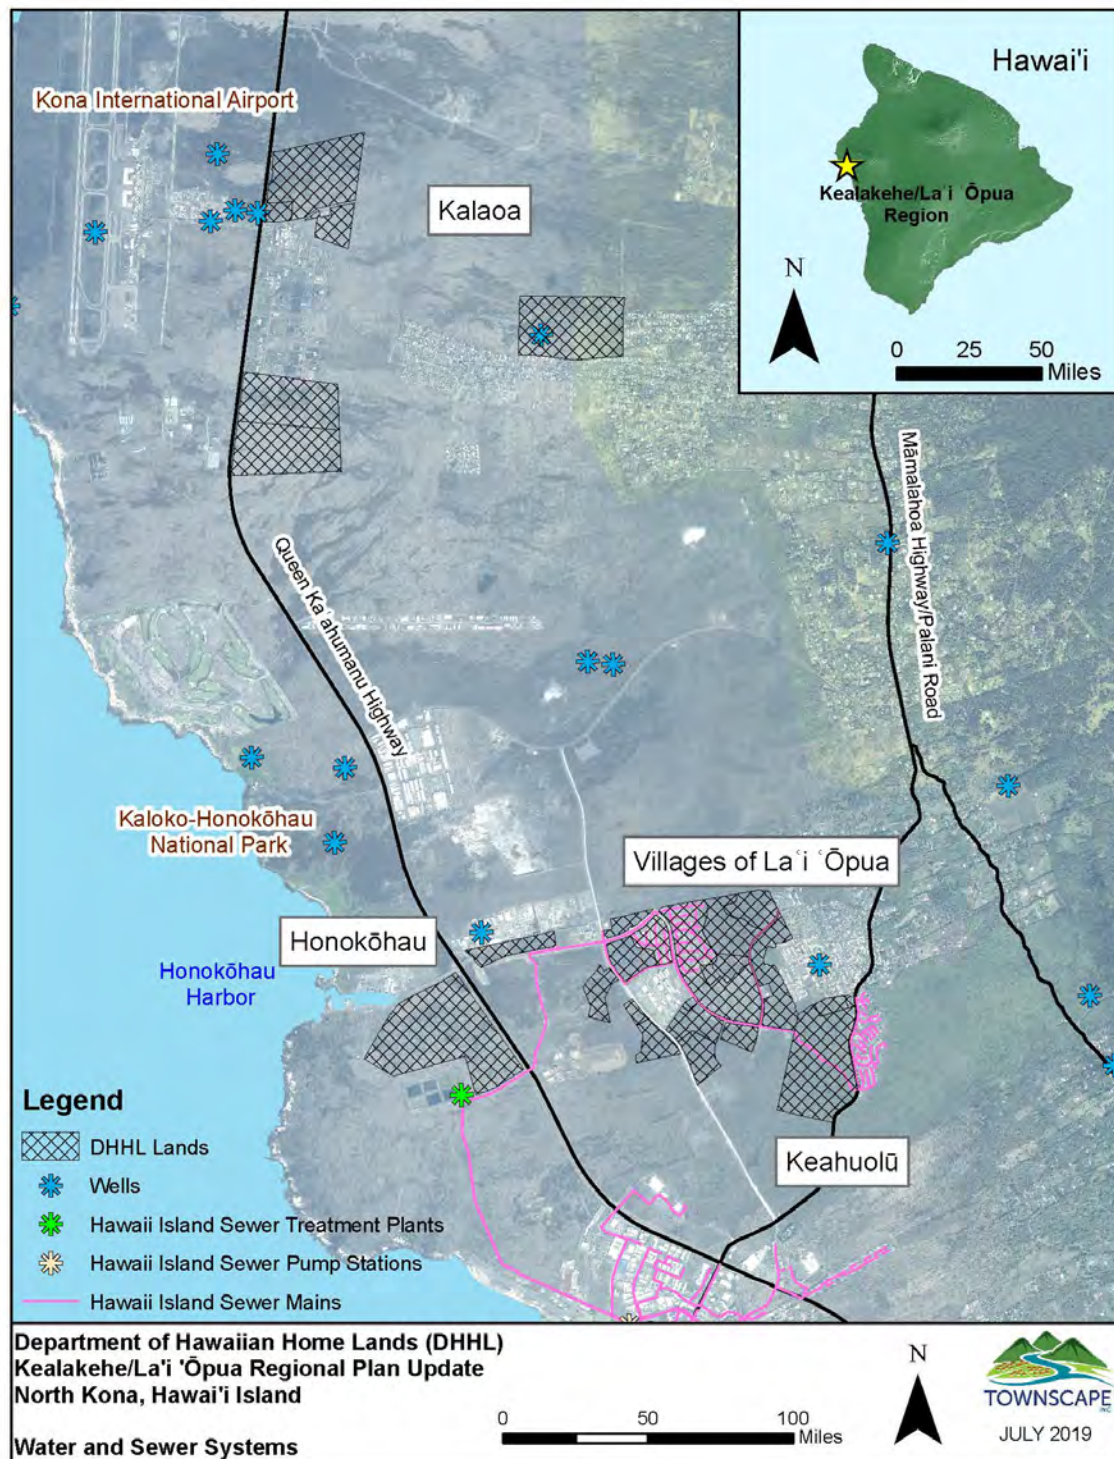 Hawai'i
Kealakehe/La'i 'Ōpua
Region
N
0 25 50
Miles
Kona International Airport
Kalaoa
Māmalahoa Highway/Palani Road
Queen Ka'ahumanu Highway
Kaloko-Honokōhau
National Park
Villages of La'i 'Ōpua
Honokōhau
Honokōhau
Harbor
Keahuolū
Legend
DHHL Lands
Wells
Hawaii Island Sewer Treatment Plants
Hawaii Island Sewer Pump Stations
Hawaii Island Sewer Mains
Department of Hawaiian Home Lands (DHHL)
Kealakehe/La'i 'Ōpua Regional Plan Update
North Kona, Hawai'i Island
Water and Sewer Systems
0 50 100
Miles
N
TOWNSCAPE
INC
JULY 2019